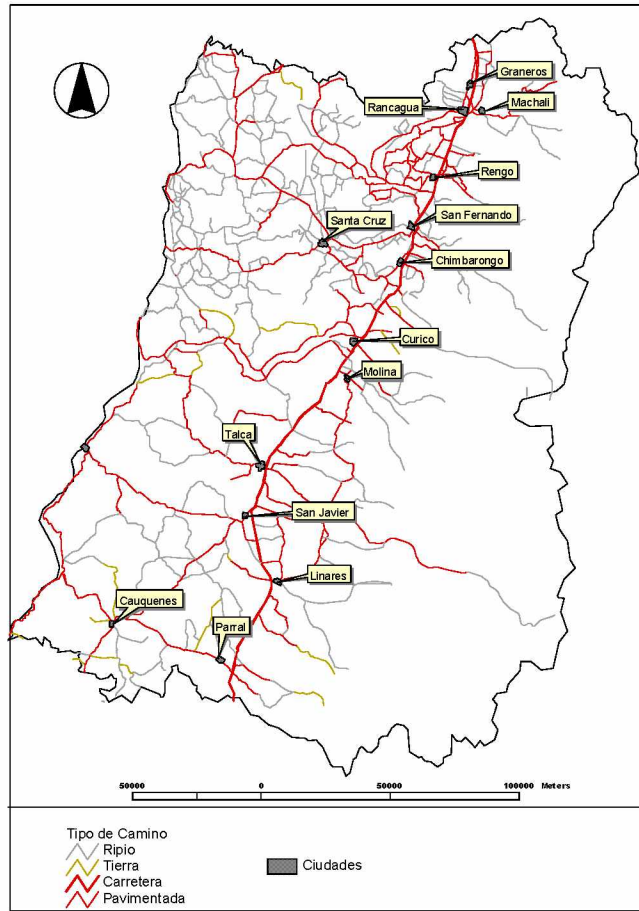 Graneros
Rancagua
Machali
Rengo
San Fernando
Santa Cruz
Chimbarongo
Curico
Molina
Talca
San Javier
Linares
Cauquenes
Parral
50000 0 50000 100000 Meters
Tipo de Camino
Ripio
Tierra
Carretera
Pavimentada
Ciudades